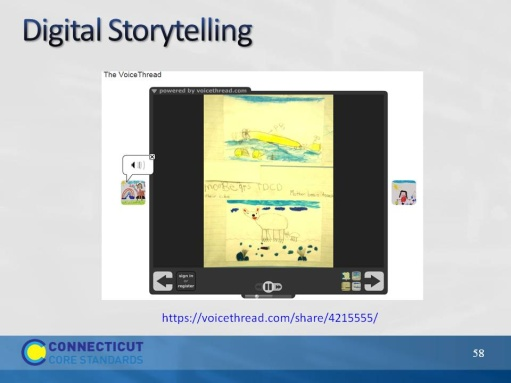 Digital Storytelling
The VoiceThread
powered by voicethread.com
sign in
or
register
https://voicethread.com/share/4215555/
CONNECTICUT
CORE STANDARDS
58